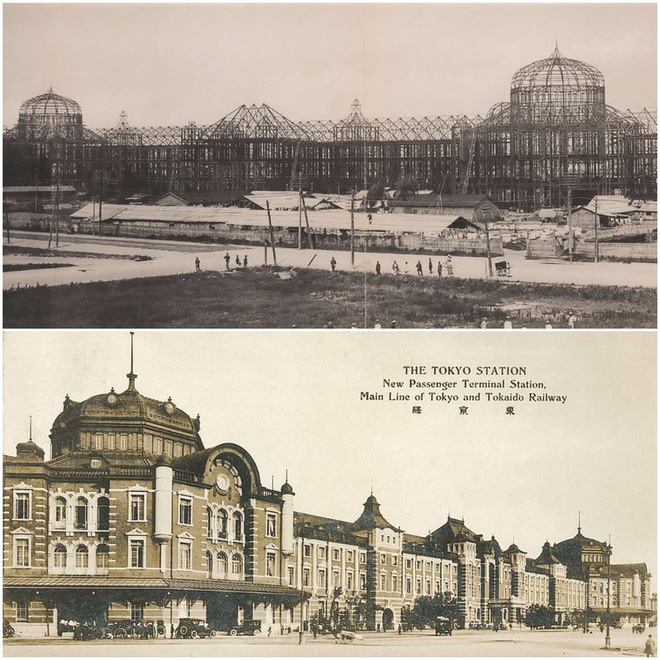 THE TOKYO STATION
New Passenger Terminal Station,
Main Line of Tokyo and Tokaido Railway
東京驛